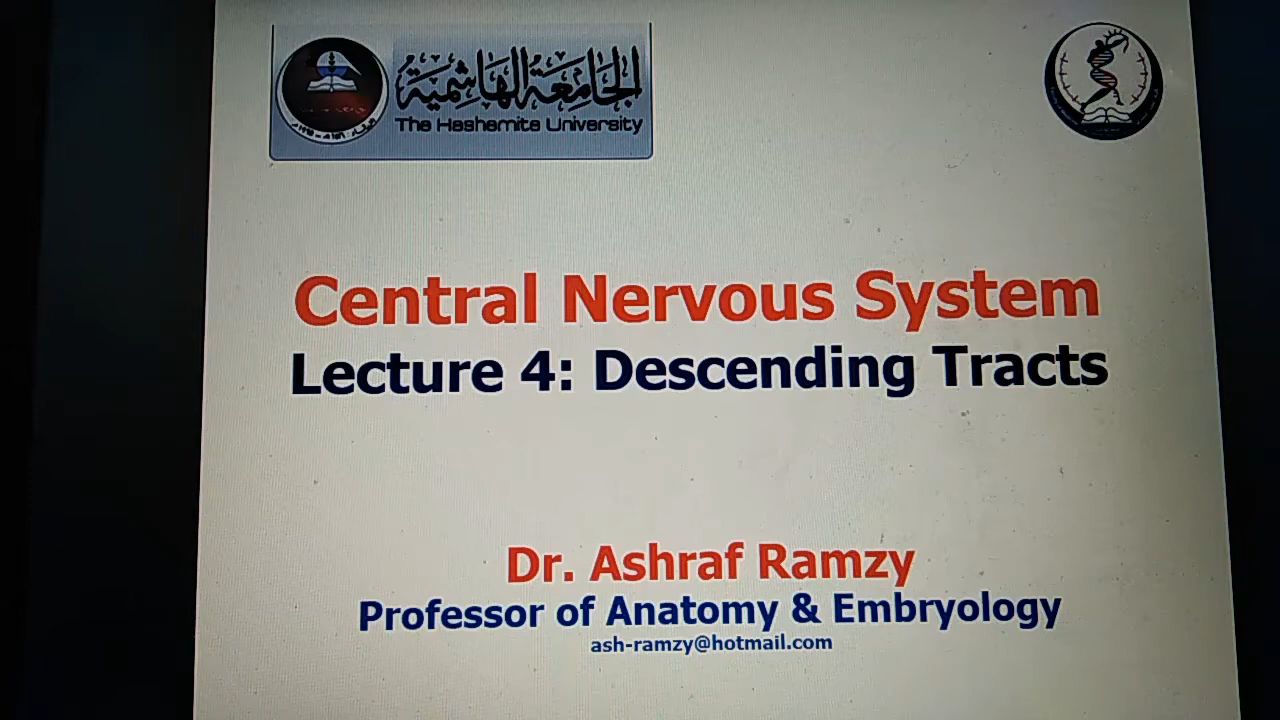 الجامعة الهاشمية
The Hashemite University
Central Nervous System
Lecture 4: Descending Tracts
Dr. Ashraf Ramzy
Professor of Anatomy & Embryology
ash-ramzy@hotmail.com